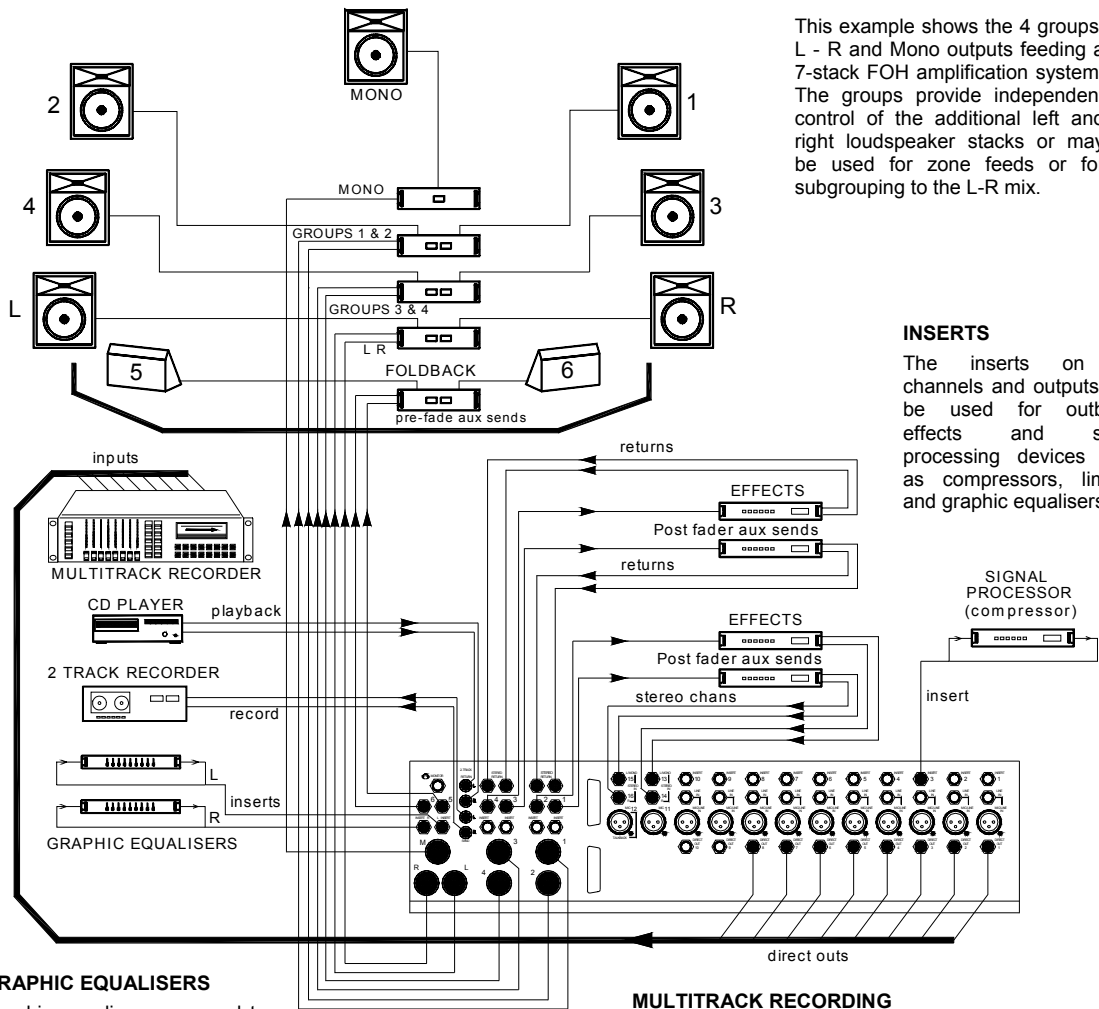 This example shows the 4 groups
L - R and Mono outputs feeding a
7-stack FOH amplification system
The groups provide independen
control of the additional left and
right loudspeaker stacks or may
be used for zone feeds or fo
subgrouping to the L-R mix.
MONO
2
1
MONO
4
3
GROUPS 1 & 2
L
R
GROUPS 3 & 4
L R
INSERTS
The inserts on
channels and outputs
be used for outb
effects and s
processing devices
as compressors, lin
and graphic equalisers
5
FOLDBACK
6
pre-fade aux sends
inputs
returns
EFFECTS
Post fader aux sends
MULTITRACK RECORDER
returns
SIGNAL
PROCESSOR
(compressor)
CD PLAYER
playback
EFFECTS
2 TRACK RECORDER
Post fader aux sends
stereo chans
record
insert
L
inserts
R
GRAPHIC EQUALISERS
M
3
1
R
L
4
2
direct outs
RAPHIC EQUALISERS
MULTITRACK RECORDING